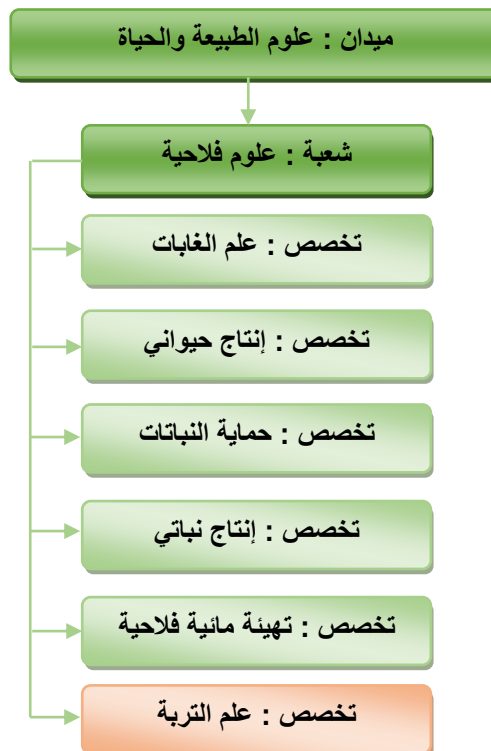 ميدان : علوم الطبيعة والحياة
شعبة : علوم فلاحية
تخصص : علم الغابات
تخصص : إنتاج حيواني
تخصص : حماية النباتات
تخصص : إنتاج نباتي
تخصص : تهيئة مائية فلاحية
تخصص : علم التربة